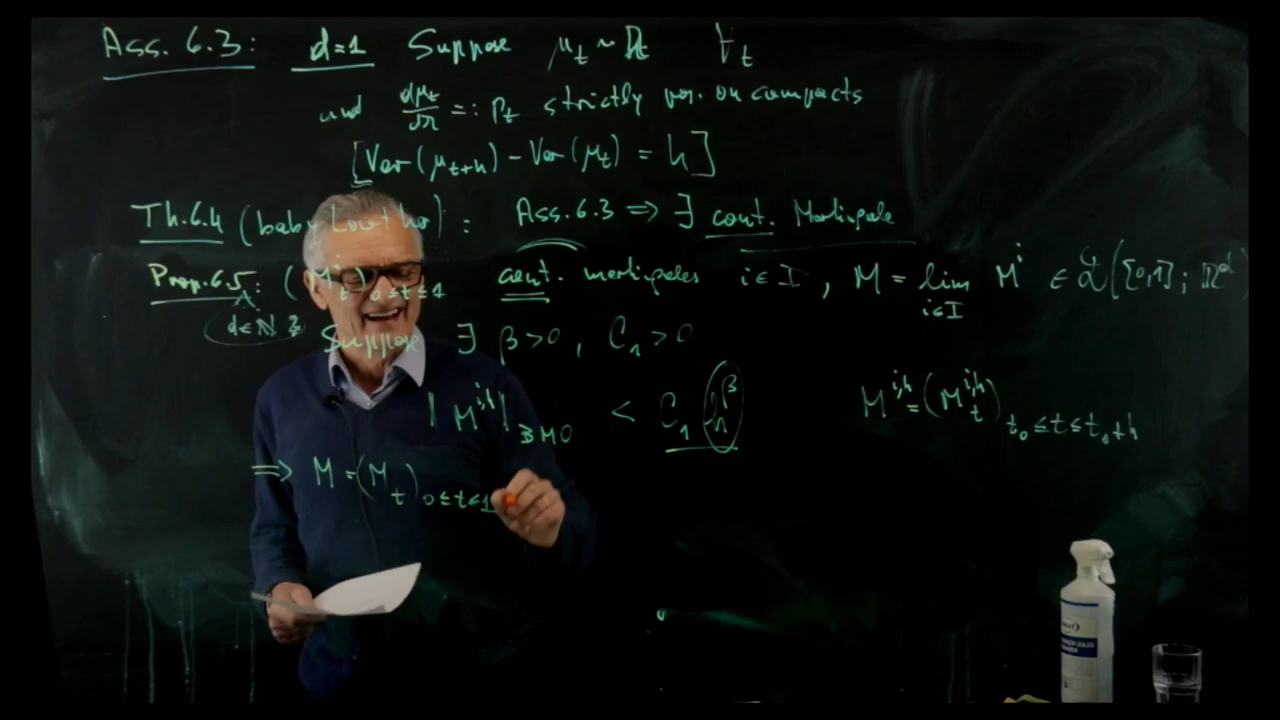 Ass. 6.3: d=1 Suppose μ_t ~ ℝ_t ∀_t
and dμ_t/dλ =: p_t strictly pos. on compacts
[Var(μ_{t+h}) - Var(μ_t) = h]
Th. 6.4 (baby Lowther): Ass. 6.3 => ∃ cont. Martingale
Prop. 6.5: (M^i_t)_{0≤t≤1} cont. martingales i∈I, M = lim_{i∈I} M^i ∈ ([0,1]; ℝ^d)
d∈ℕ Suppose ∃ β>0, C_1>0
|M^{i,h}|_{BMO} < C_1 h^β M^{i,h} = (M^{i,h}_t)_{t_0≤t≤t_0+h}
=> M = (M_t)_{0≤t≤1}